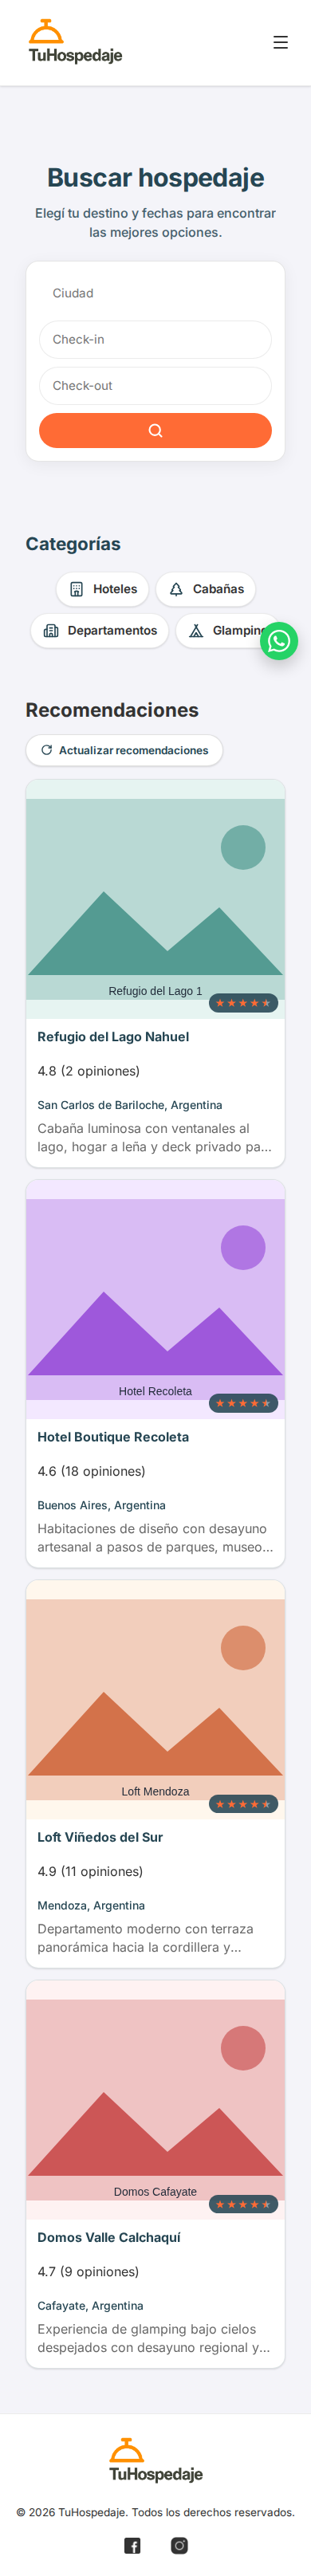 TuHospedaje
Buscar hospedaje
Elegí tu destino y fechas para encontrar
las mejores opciones.
Ciudad
Check-in
Check-out
Categorías
Hoteles
Cabañas
Departamentos
Glamping
Recomendaciones
Actualizar recomendaciones
Refugio del Lago 1
★★★★★
Refugio del Lago Nahuel
4.8 (2 opiniones)
San Carlos de Bariloche, Argentina
Cabaña luminosa con ventanales al
lago, hogar a leña y deck privado pa...
Hotel Recoleta
★★★★★
Hotel Boutique Recoleta
4.6 (18 opiniones)
Buenos Aires, Argentina
Habitaciones de diseño con desayuno
artesanal a pasos de parques, museo...
Loft Mendoza
★★★★★
Loft Viñedos del Sur
4.9 (11 opiniones)
Mendoza, Argentina
Departamento moderno con terraza
panorámica hacia la cordillera y...
Domos Cafayate
★★★★★
Domos Valle Calchaquí
4.7 (9 opiniones)
Cafayate, Argentina
Experiencia de glamping bajo cielos
despejados con desayuno regional y...
TuHospedaje
© 2026 TuHospedaje. Todos los derechos reservados.